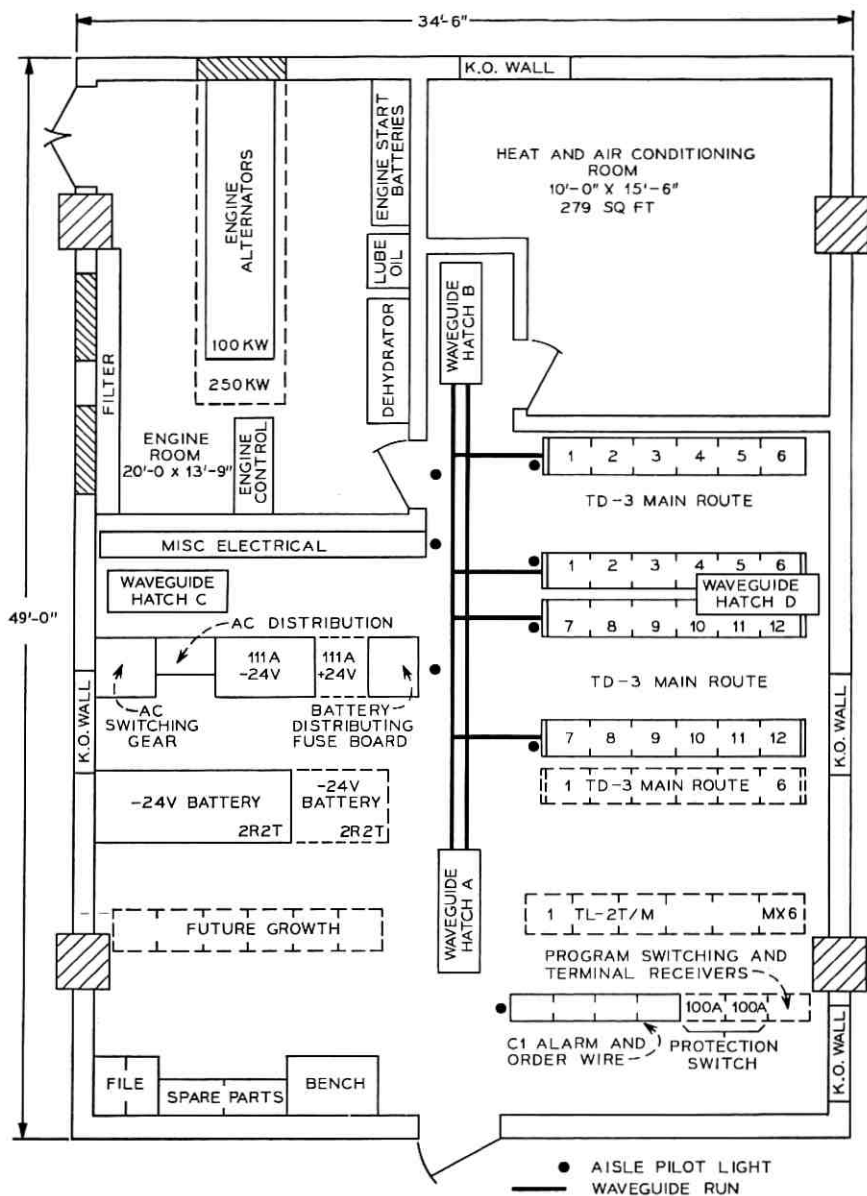 34'-6"
K.O. WALL
ENGINE ALTERNATORS
100 KW
250 KW
ENGINE START BATTERIES
LUBE OIL
DEHYDRATOR
FILTER
ENGINE ROOM
20'-0 X 13'-9"
ENGINE CONTROL
HEAT AND AIR CONDITIONING
ROOM
10'-0" X 15'-6"
279 SQ FT
WAVEGUIDE
HATCH B
1 2 3 4 5 6
TD-3 MAIN ROUTE
MISC ELECTRICAL
WAVEGUIDE
HATCH C
1 2 3 4 5 6
WAVEGUIDE
HATCH D
7 8 9 10 11 12
49'-0"
AC DISTRIBUTION
111A
-24V
111A
+24V
AC
SWITCHING
GEAR
BATTERY
DISTRIBUTING
FUSE BOARD
K.O. WALL
TD-3 MAIN ROUTE
K.O. WALL
7 8 9 10 11 12
1 TD-3 MAIN ROUTE 6
-24V BATTERY
2R2T
-24V
BATTERY
2R2T
WAVEGUIDE
HATCH A
FUTURE GROWTH
1 TL-2T/M MX6
PROGRAM SWITCHING AND
TERMINAL RECEIVERS
100A 100A
C1 ALARM AND
ORDER WIRE
PROTECTION
SWITCH
K.O. WALL
FILE
SPARE PARTS
BENCH
AISLE PILOT LIGHT
WAVEGUIDE RUN